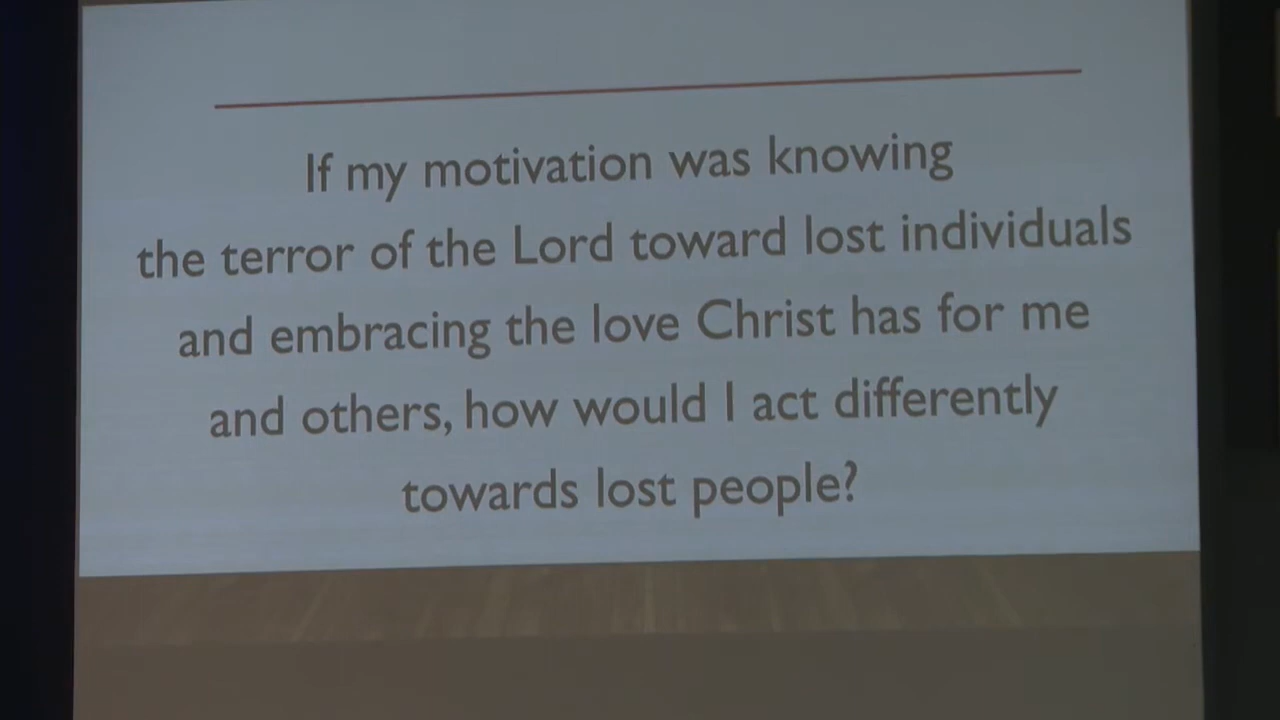 If my motivation was knowing
the terror of the Lord toward lost individuals
and embracing the love Christ has for me
and others, how would I act differently
towards lost people?